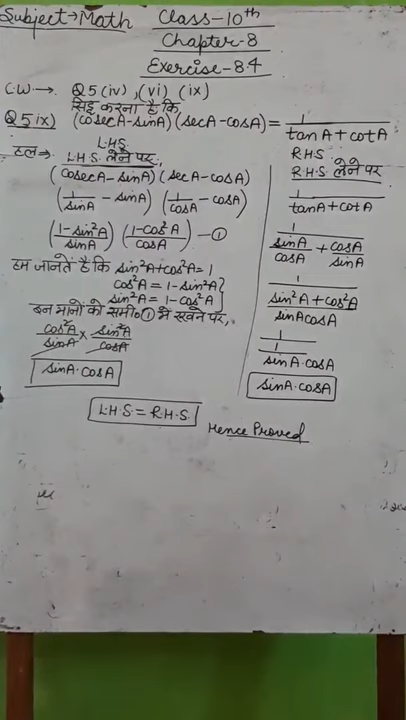 Subject→Math Class-10th
Chapter-8
Exercise-8.4
C.W→ Q5(iv), (vi) (ix)
सिद्ध करना है कि
Q5 ix) (cosecA-sinA)(secA-cosA) = 1/(tanA+cotA)
हल⇒ L.H.S.
L.H.S. लेने पर,
(cosecA-sinA)(secA-cosA)
(1/sinA - sinA) (1/cosA - cosA)
(1-sin²A/sinA) (1-cos²A/cosA) —①
हम जानते है कि sin²A+cos²A=1
cos²A = 1-sin²A}
sin²A = 1-cos²A}
इन मानों को समी० ① में रखने पर,
cos²A/sinA × sin²A/cosA
sinA·cosA
R.H.S.
R.H.S. लेने पर
1/(tanA+cotA)
1/(sinA/cosA + cosA/sinA)
1/(sin²A+cos²A/sinAcosA)
1/(1/sinA·cosA)
sinA·cosA
L.H.S = R.H.S.
Hence Proved